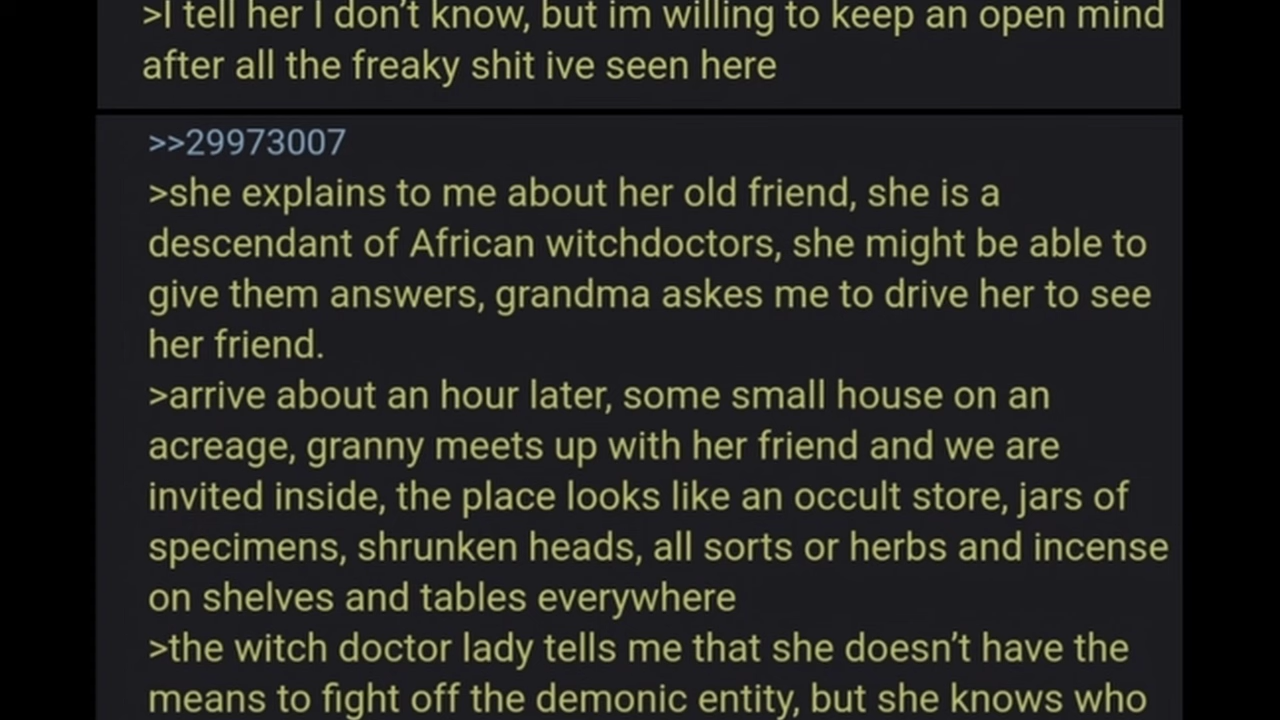 >I tell her I don't know, but im willing to keep an open mind
after all the freaky shit ive seen here
>>29973007
>she explains to me about her old friend, she is a
descendant of African witchdoctors, she might be able to
give them answers, grandma askes me to drive her to see
her friend.
>arrive about an hour later, some small house on an
acreage, granny meets up with her friend and we are
invited inside, the place looks like an occult store, jars of
specimens, shrunken heads, all sorts or herbs and incense
on shelves and tables everywhere
>the witch doctor lady tells me that she doesn't have the
means to fight off the demonic entity, but she knows who